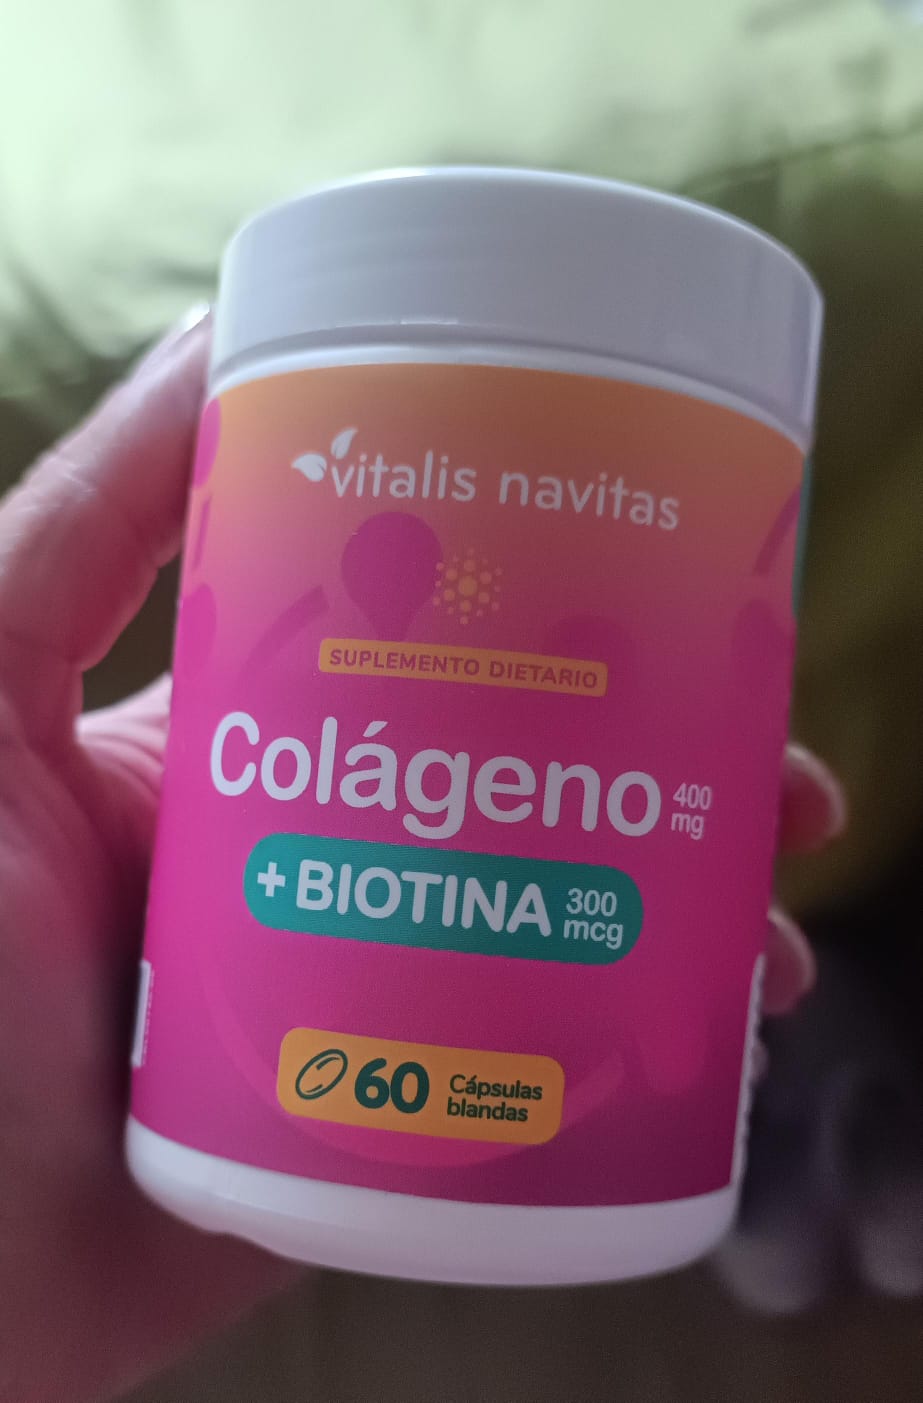 vitalis navitas
SUPLEMENTO DIETARIO
Colágeno 400 mg
+ BIOTINA 300 mcg
60 Cápsulas blandas